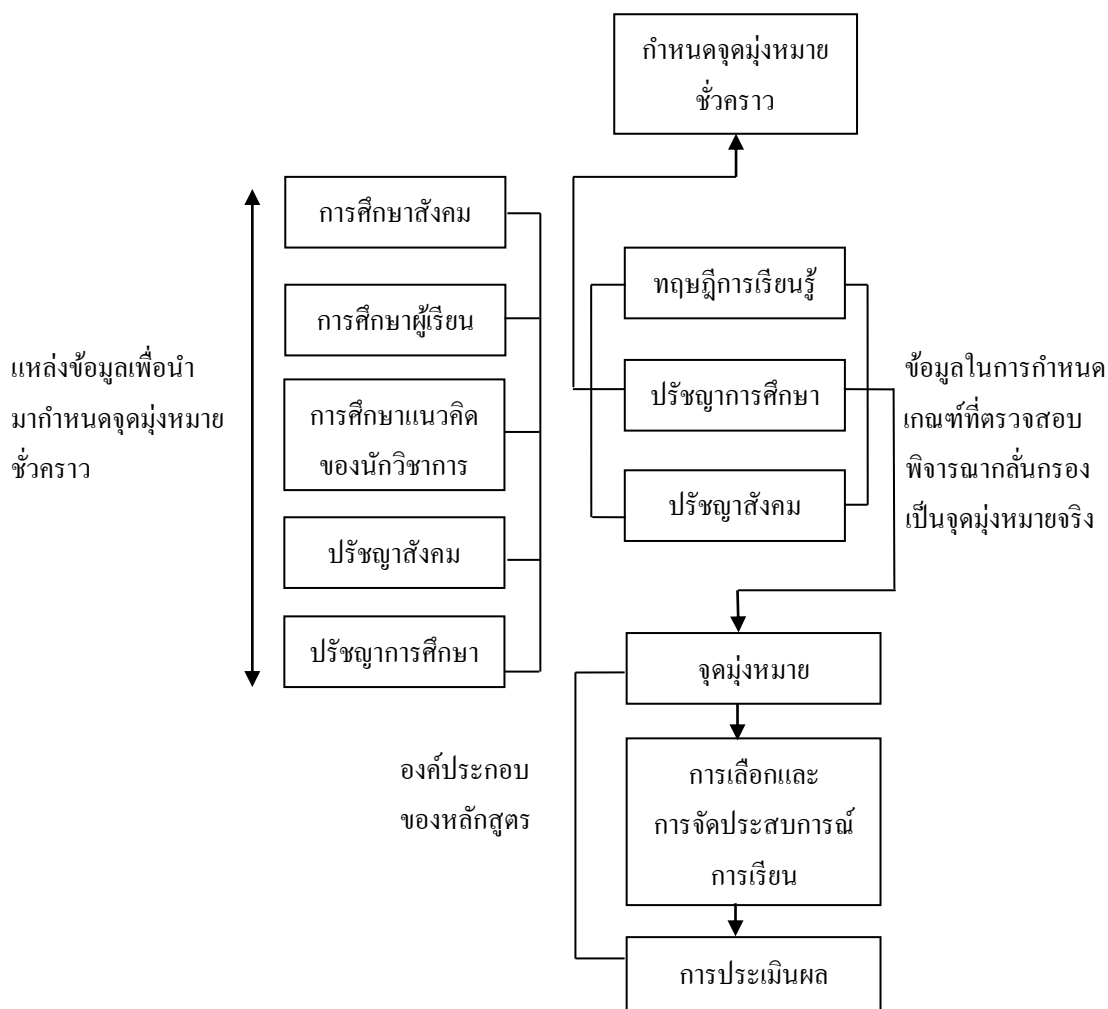 กำหนดจุดมุ่งหมาย
ชั่วคราว
การศึกษาสังคม
การศึกษาผู้เรียน
การศึกษาแนวคิด
ของนักวิชาการ
ปรัชญาสังคม
ปรัชญาการศึกษา
แหล่งข้อมูลเพื่อนำ
มากำหนดจุดมุ่งหมาย
ชั่วคราว
ทฤษฎีการเรียนรู้
ปรัชญาการศึกษา
ปรัชญาสังคม
ข้อมูลในการกำหนด
เกณฑ์ที่ตรวจสอบ
พิจารณากลั่นกรอง
เป็นจุดมุ่งหมายจริง
จุดมุ่งหมาย
การเลือกและ
การจัดประสบการณ์
การเรียน
การประเมินผล
องค์ประกอบ
ของหลักสูตร